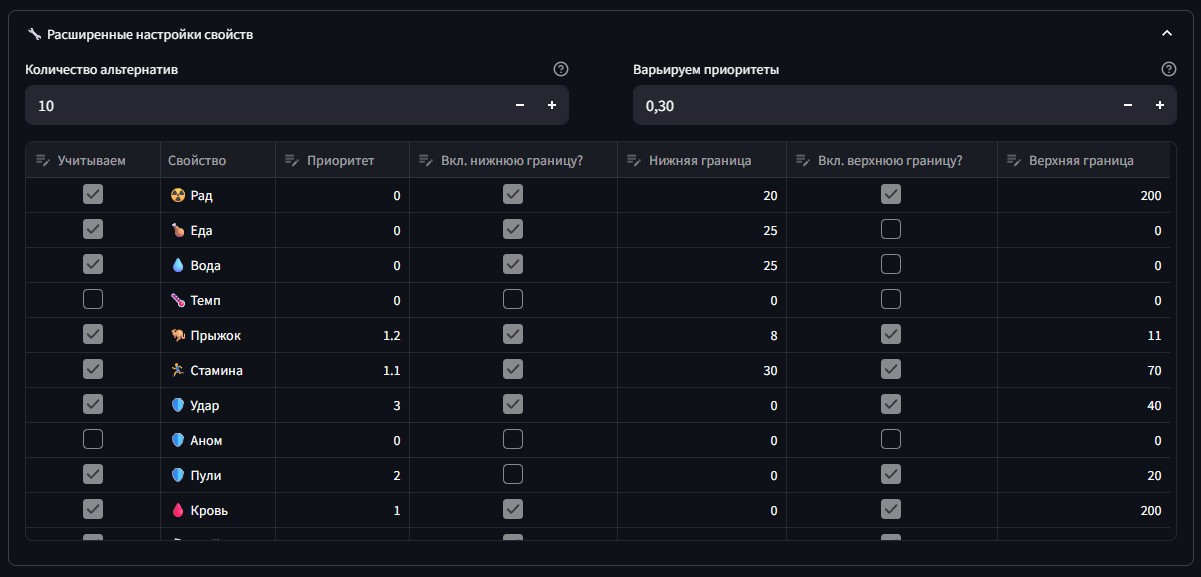 Расширенные настройки свойств
Количество альтернатив
Варьируем приоритеты
10
0,30
Учитываем Свойство Приоритет Вкл. нижнюю границу? Нижняя граница Вкл. верхнюю границу? Верхняя граница
Рад 0 20 200
Еда 0 25 0
Вода 0 25 0
Темп 0 0 0
Прыжок 1.2 8 11
Стамина 1.1 30 70
Удар 3 0 40
Аном 0 0 0
Пули 2 0 20
Кровь 1 0 200